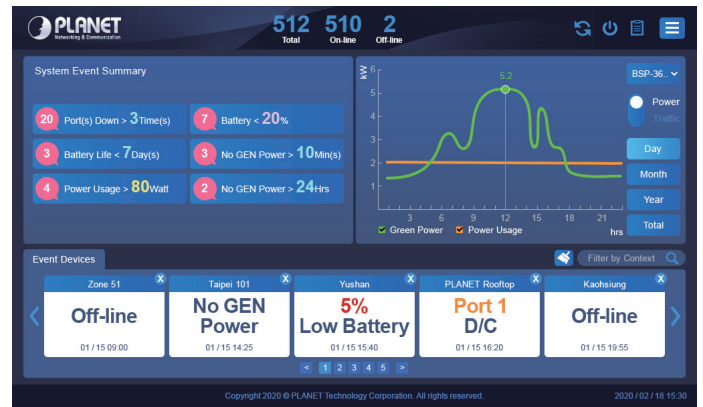 PLANET
Networking & Communication
512 Total
510 On-line
2 Off-line
System Event Summary
20 Port(s) Down > 3Time(s)
7 Battery < 20%
3 Battery Life < 7Day(s)
3 No GEN Power > 10Min(s)
4 Power Usage > 80Watt
2 No GEN Power > 24Hrs
W
6
5
4
3
2
1
5.2
3 6 9 12 15 18 21
hrs
Green Power Power Usage
BSP-36..
Power
Traffic
Day
Month
Year
Total
Event Devices
Filter by Context
Zone 51 X
Off-line
01 / 15 09:00
Taipei 101 X
No GEN
Power
01 / 15 14:25
Yushan X
5%
Low Battery
01 / 15 15:40
PLANET Rooftop X
Port 1
D/C
01 / 15 16:20
Kaohsiung X
Off-line
01 / 15 19:55
< 1 2 3 4 5 >
Copyright 2020 © PLANET Technology Corporation. All rights reserved.
2020 / 02 / 18 15:30